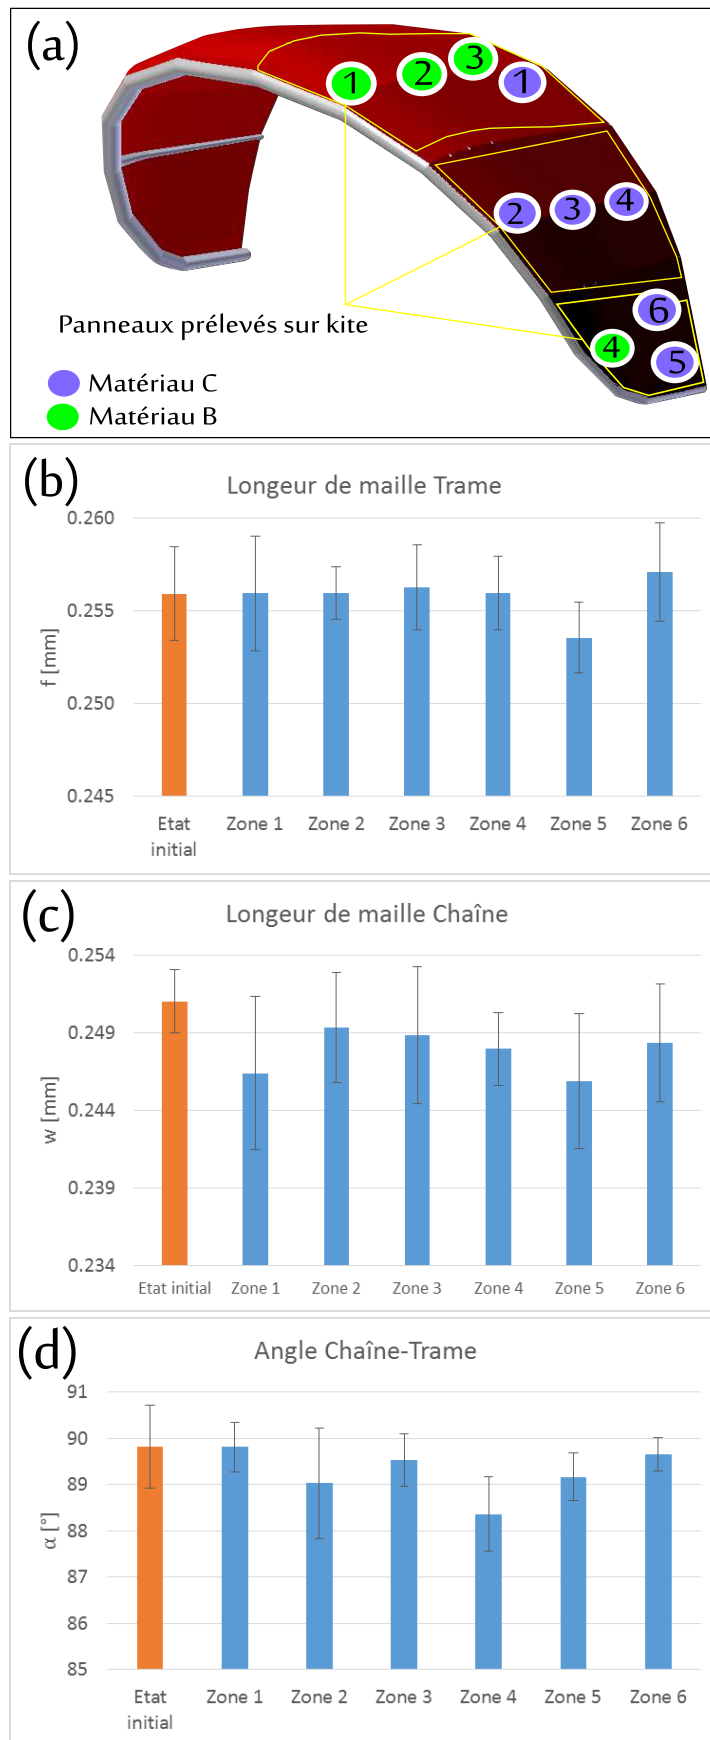 (a)
1
2
3
1
2
3
4
6
4
5
Panneaux prélevés sur kite
Matériau C
Matériau B
(b)
Longeur de maille Trame
0.260
0.255
0.250
0.245
f [mm]
Etat initial
Zone 1
Zone 2
Zone 3
Zone 4
Zone 5
Zone 6
(c)
Longeur de maille Chaîne
0.254
0.249
0.244
0.239
0.234
w [mm]
Etat initial
Zone 1
Zone 2
Zone 3
Zone 4
Zone 5
Zone 6
(d)
Angle Chaîne-Trame
91
90
89
88
87
86
85
α [°]
Etat initial
Zone 1
Zone 2
Zone 3
Zone 4
Zone 5
Zone 6